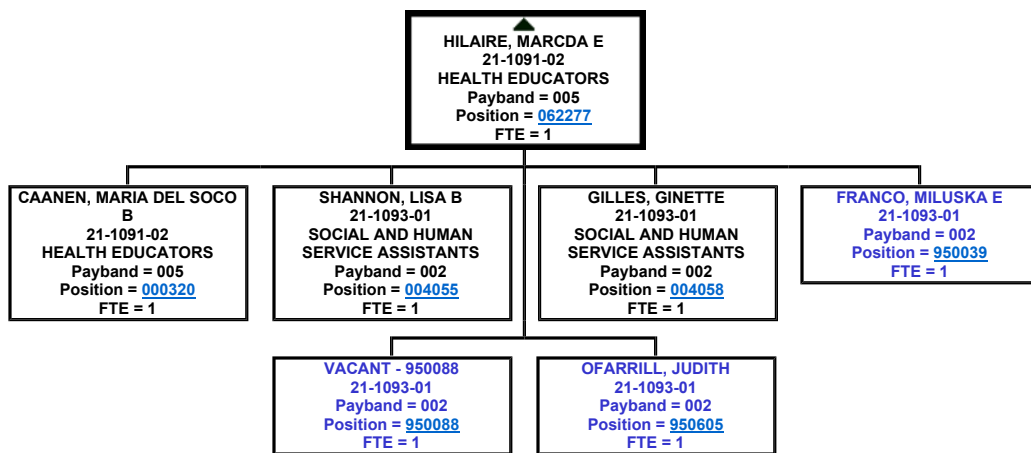 HILAIRE, MARCDA E
21-1091-02
HEALTH EDUCATORS
Payband = 005
Position = 062277
FTE = 1
CAANEN, MARIA DEL SOCO
B
21-1091-02
HEALTH EDUCATORS
Payband = 005
Position = 000320
FTE = 1
SHANNON, LISA B
21-1093-01
SOCIAL AND HUMAN
SERVICE ASSISTANTS
Payband = 002
Position = 004055
FTE = 1
GILLES, GINETTE
21-1093-01
SOCIAL AND HUMAN
SERVICE ASSISTANTS
Payband = 002
Position = 004058
FTE = 1
FRANCO, MILUSKA E
21-1093-01
Payband = 002
Position = 950039
FTE = 1
VACANT - 950088
21-1093-01
Payband = 002
Position = 950088
FTE = 1
OFARRILL, JUDITH
21-1093-01
Payband = 002
Position = 950605
FTE = 1